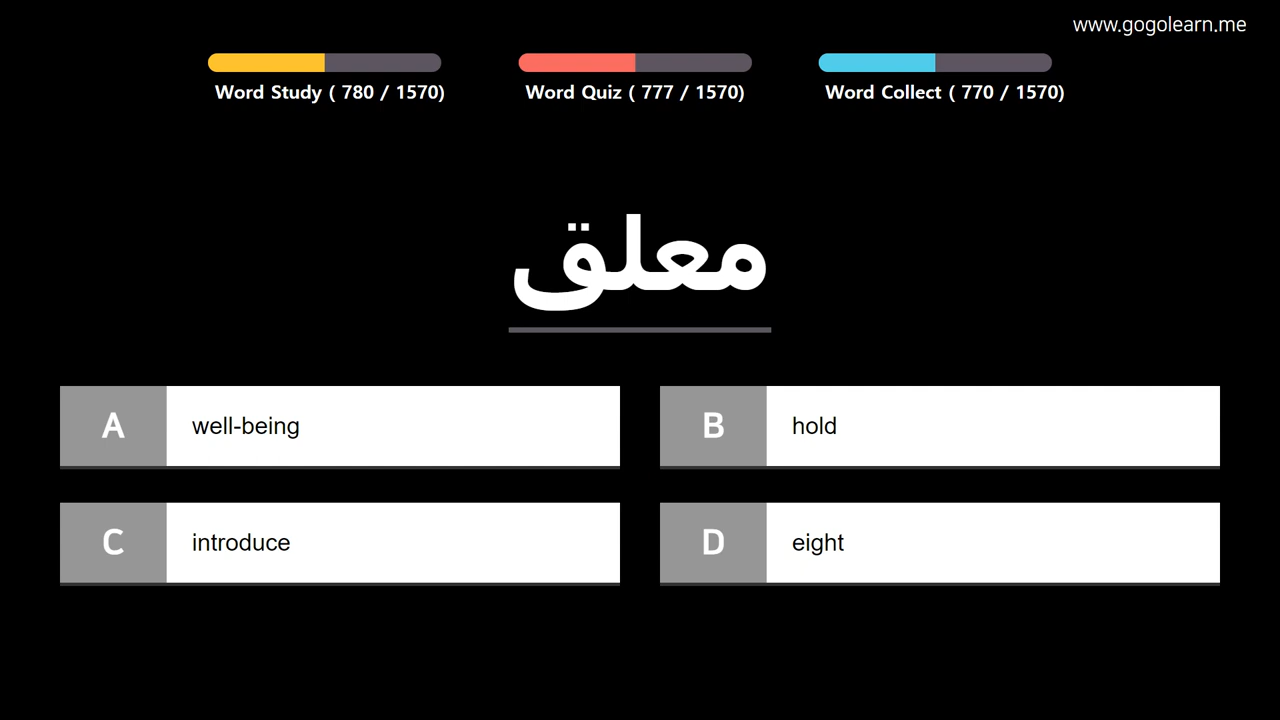 www.gogolearn.me
Word Study ( 780 / 1570)
Word Quiz ( 777 / 1570)
Word Collect ( 770 / 1570)
معلق
A well-being
B hold
C introduce
D eight